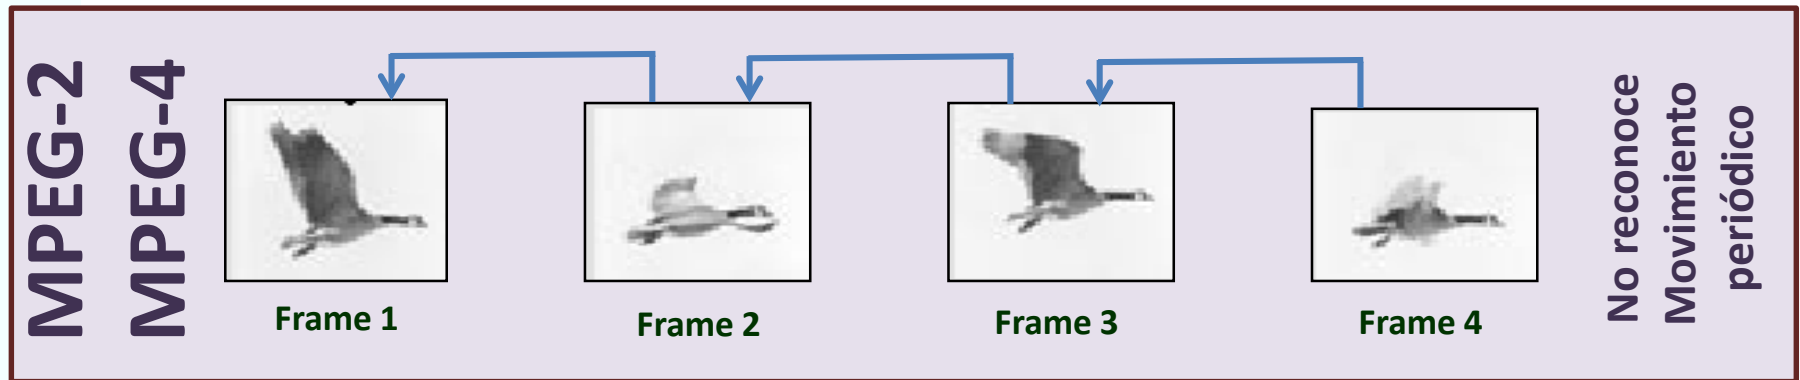 MPEG-2
MPEG-4
Frame 1
Frame 2
Frame 3
Frame 4
No reconoce
Movimiento
periódico